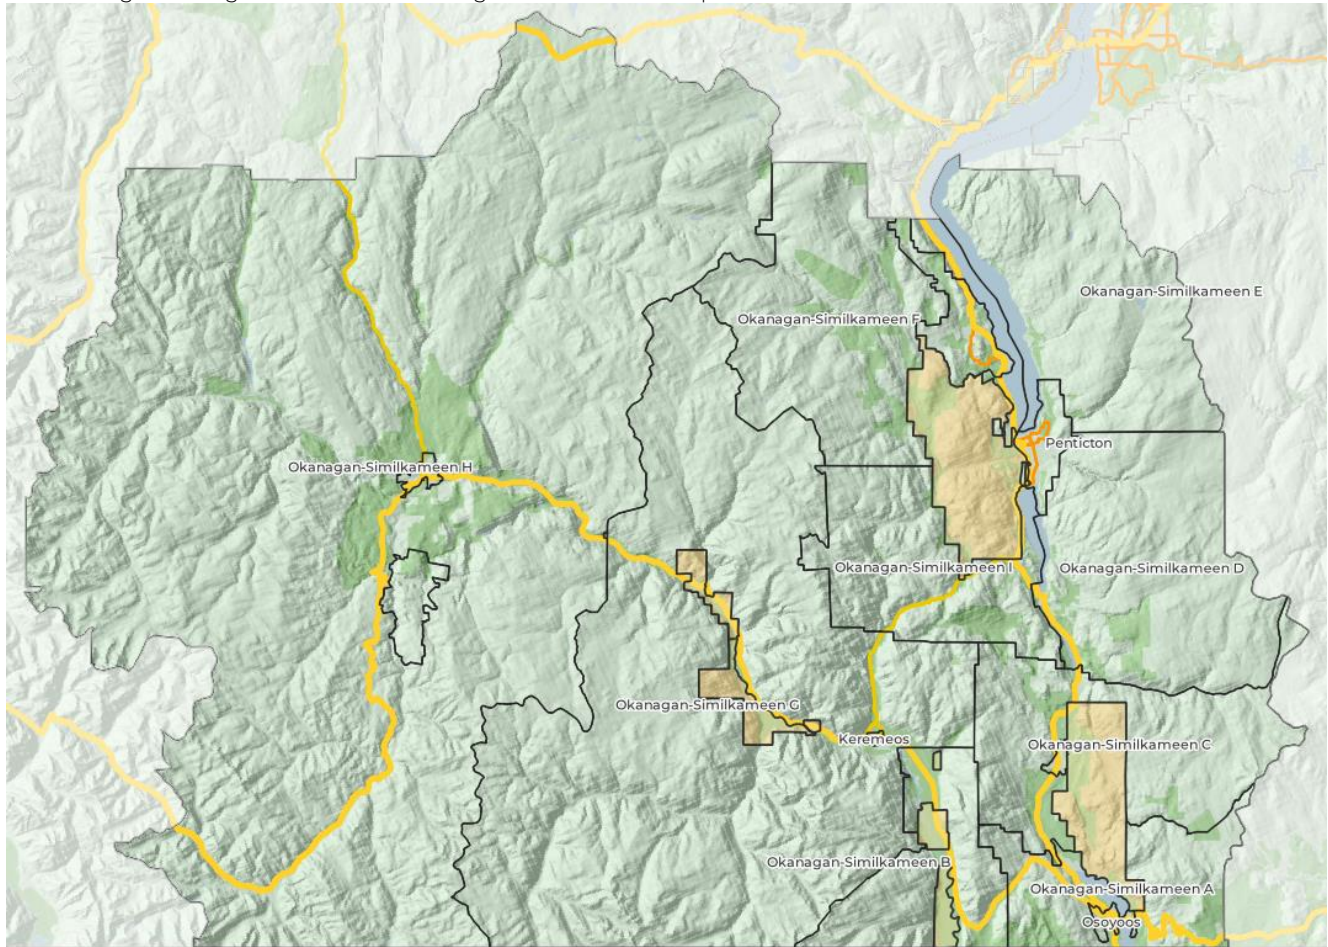 Okanagan-Similkameen E
Okanagan-Similkameen F
Penticton
Okanagan-Similkameen H
Okanagan-Similkameen I
Okanagan-Similkameen D
Okanagan-Similkameen G
Keremeos
Okanagan-Similkameen C
Okanagan-Similkameen B
Okanagan-Similkameen A
Osoyoos